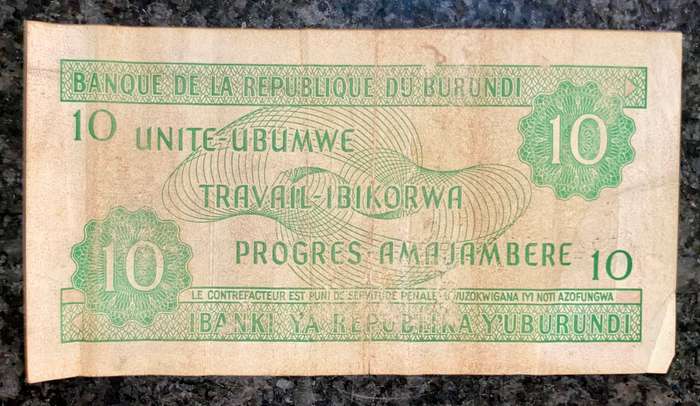 BANQUE DE LA REPUBLIQUE DU BURUNDI
10
10
UNITE-UBUMWE
TRAVAIL-IBIKORWA
PROGRES-AMAJAMBERE
10
10
LE CONTREFACTEUR EST PUNI DE SERVITUDE PENALE - UWUZOKWIGANA IYI NOTI AZOFUNGWA
IBANKI YA REPUBLIKA Y'UBURUNDI